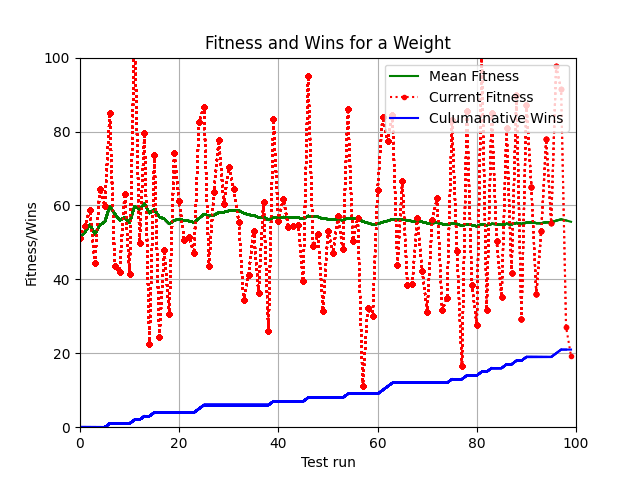 Fitness and Wins for a Weight
Mean Fitness
Current Fitness
Culumanative Wins
Fitness/Wins
100
80
60
40
20
0
0 20 40 60 80 100
Test run